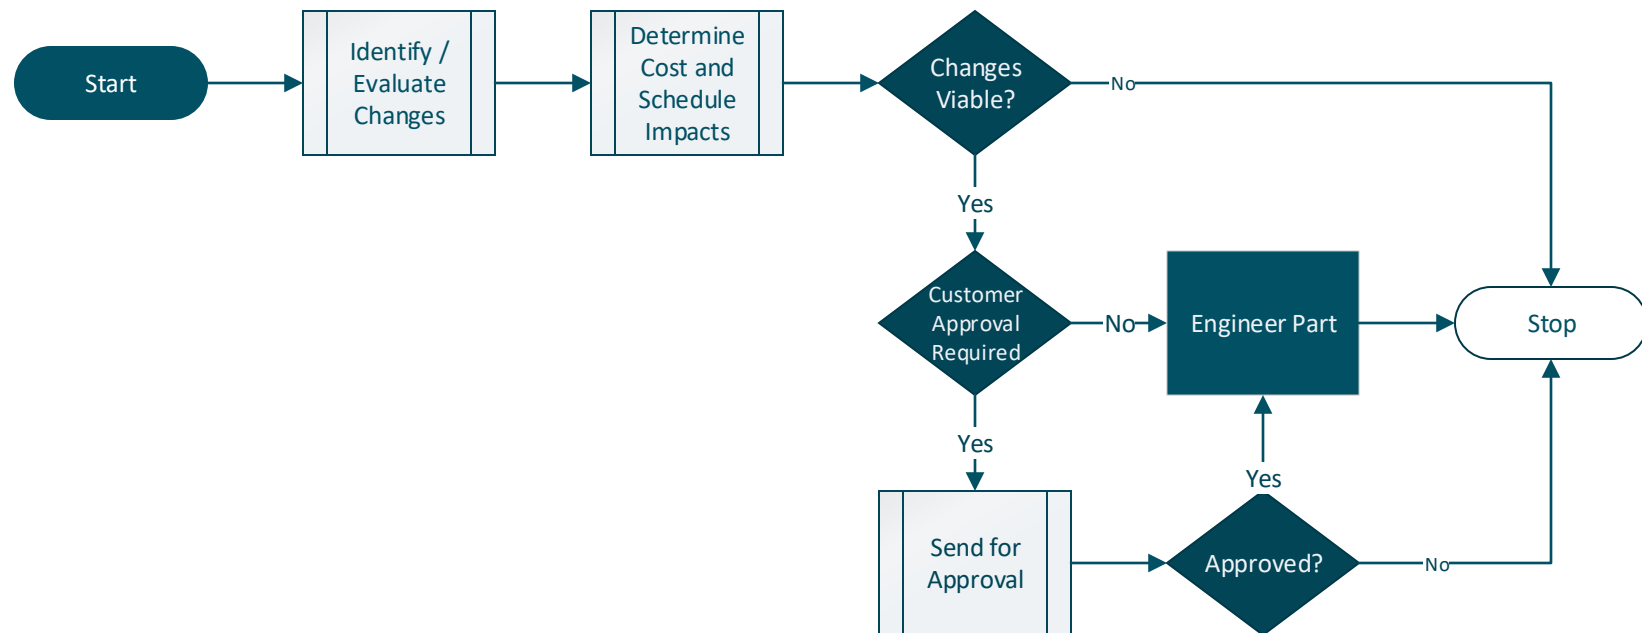 Start
Identify /
Evaluate
Changes
Determine
Cost and
Schedule
Impacts
Changes
Viable?
No
Yes
Customer
Approval
Required
No
Engineer Part
Stop
Yes
Yes
Send for
Approval
Approved?
No